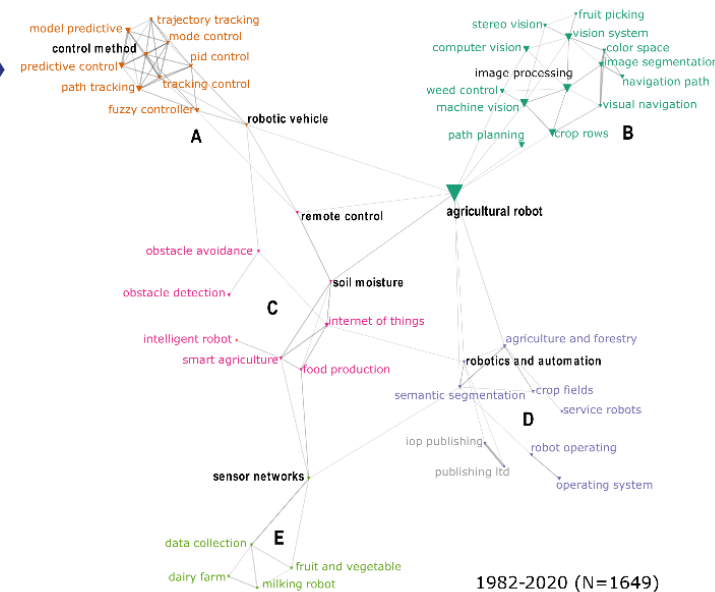 trajectory tracking
model predictive
mode control
control method
pid control
predictive control
path tracking
tracking control
fuzzy controller
A
robotic vehicle
fruit picking
stereo vision
vision system
computer vision
color space
image segmentation
image processing
navigation path
weed control
machine vision
visual navigation
path planning
crop rows
B
agricultural robot
remote control
obstacle avoidance
soil moisture
obstacle detection
C
internet of things
intelligent robot
smart agriculture
food production
agriculture and forestry
robotics and automation
semantic segmentation
crop fields
service robots
D
iop publishing
robot operating
publishing ltd
operating system
sensor networks
E
data collection
fruit and vegetable
dairy farm
milking robot
1982-2020 (N=1649)